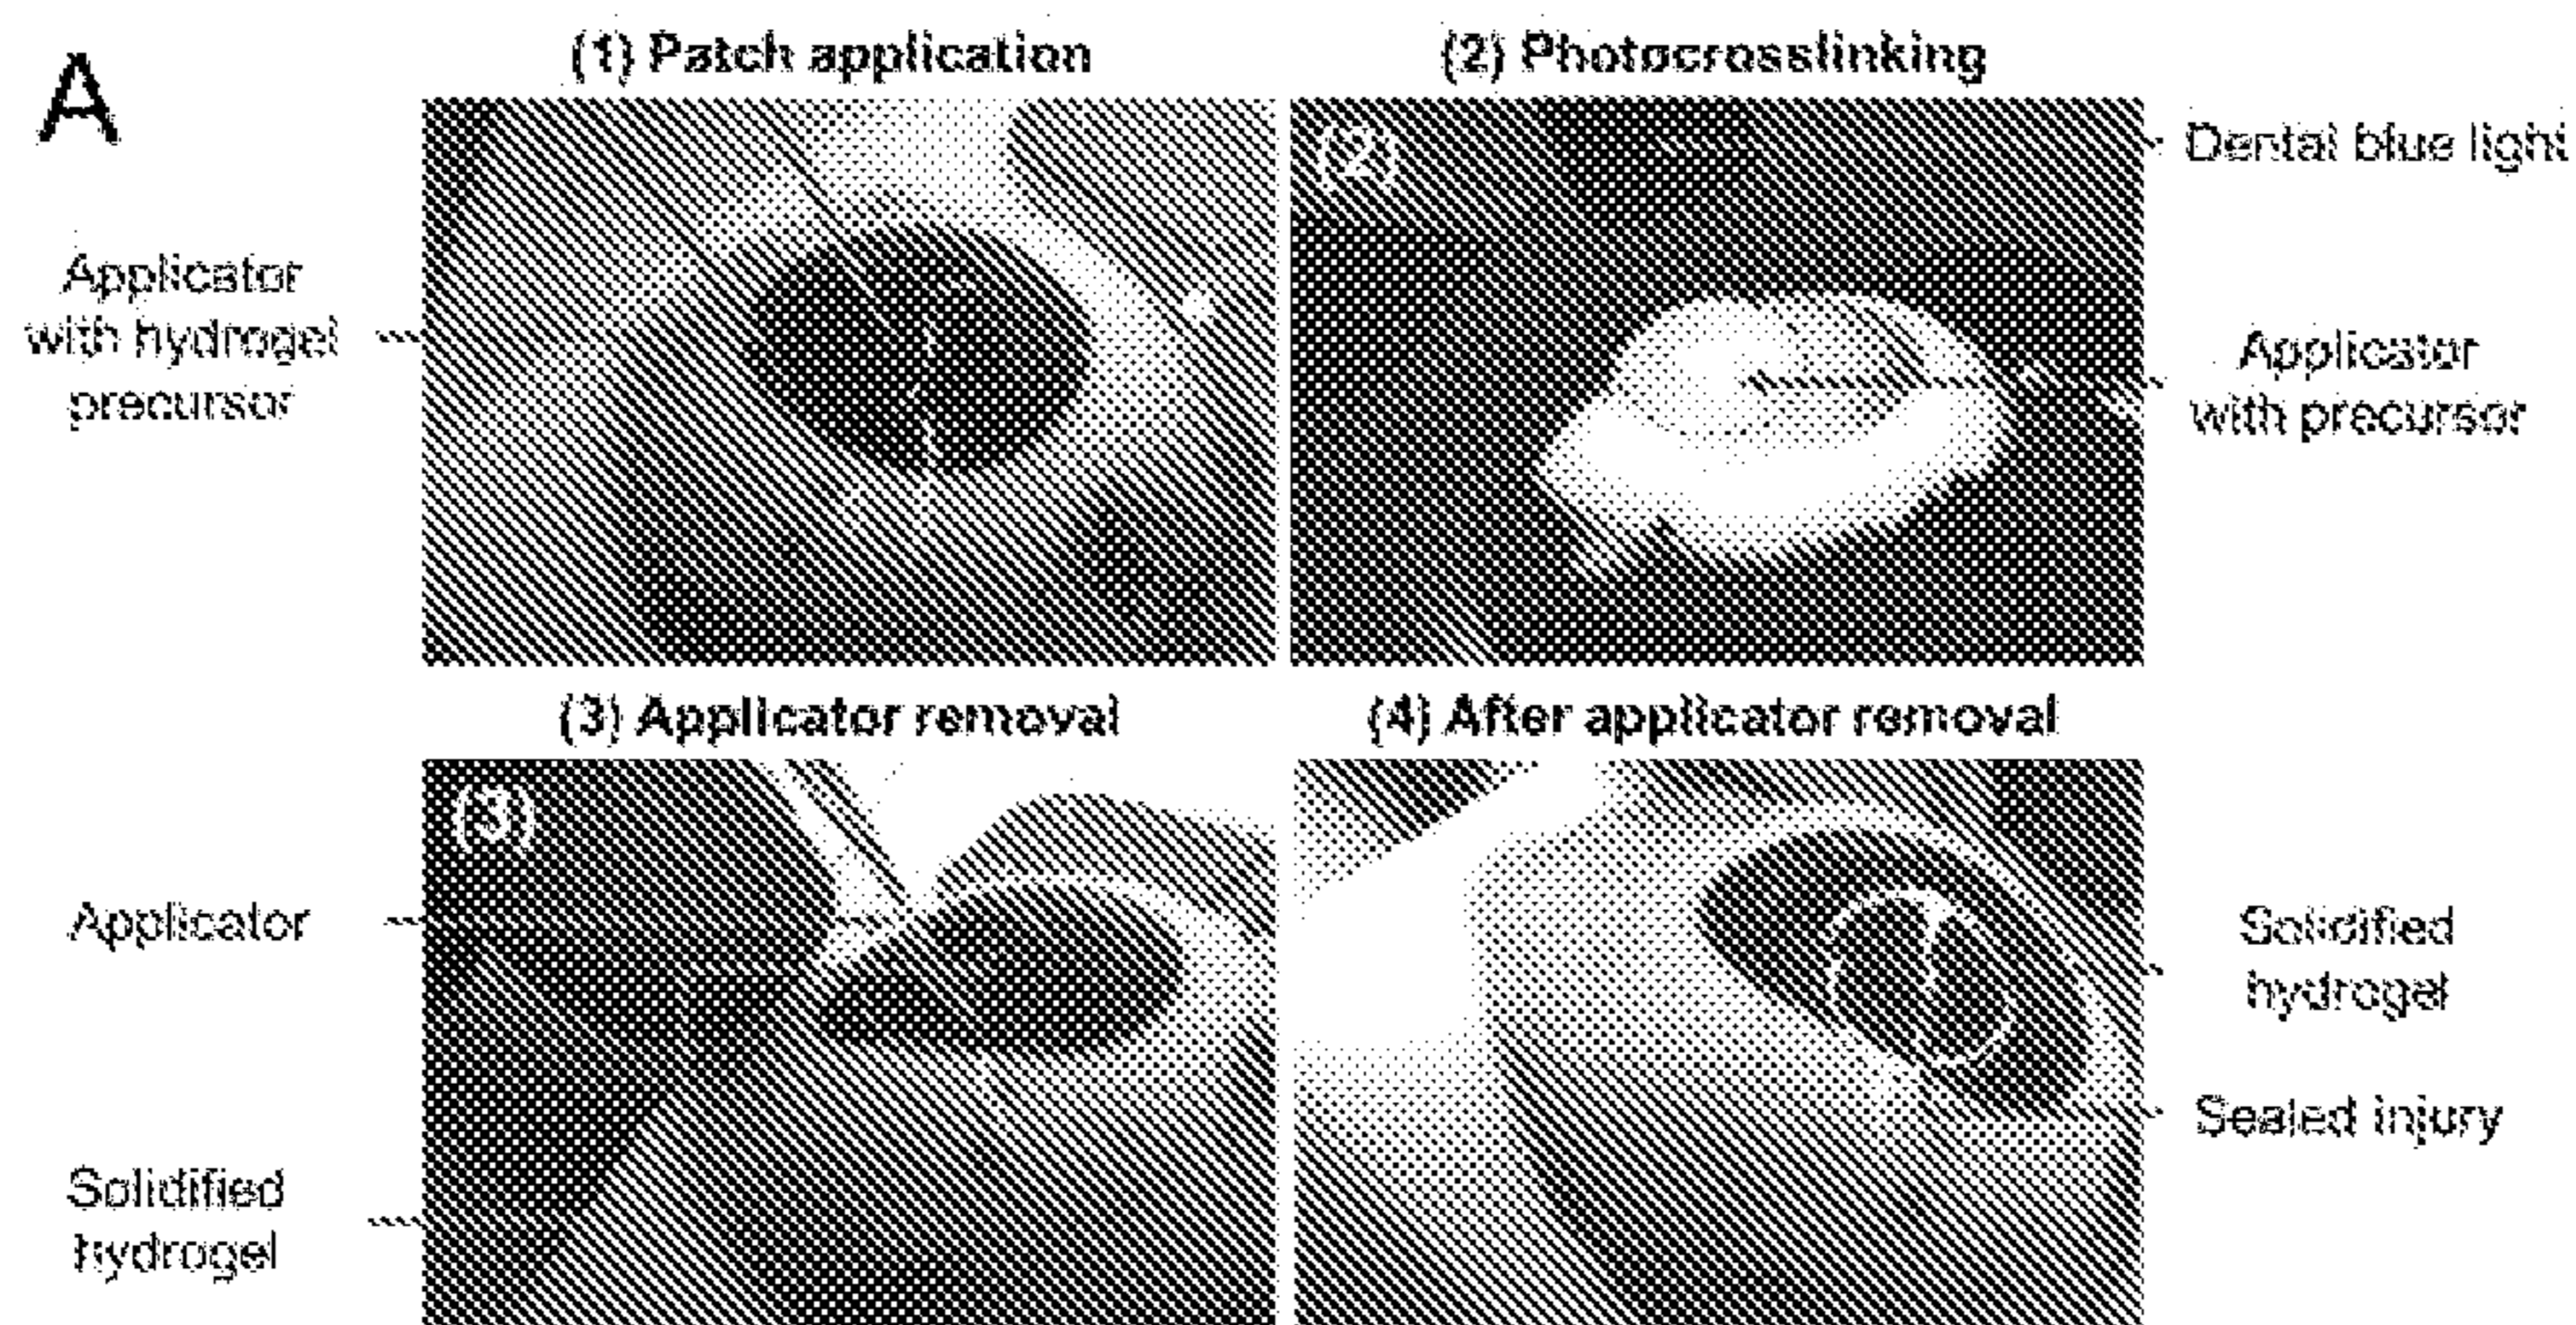 A
(1) Patch application
(2) Photocrosslinking
(2)
Dental blue light
Applicator
with hydrogel
precursor
Applicator
with precursor
(3) Applicator removal
(4) After applicator removal
(3)
Applicator
Solidified
hydrogel
Solidified
hydrogel
Sealed injury